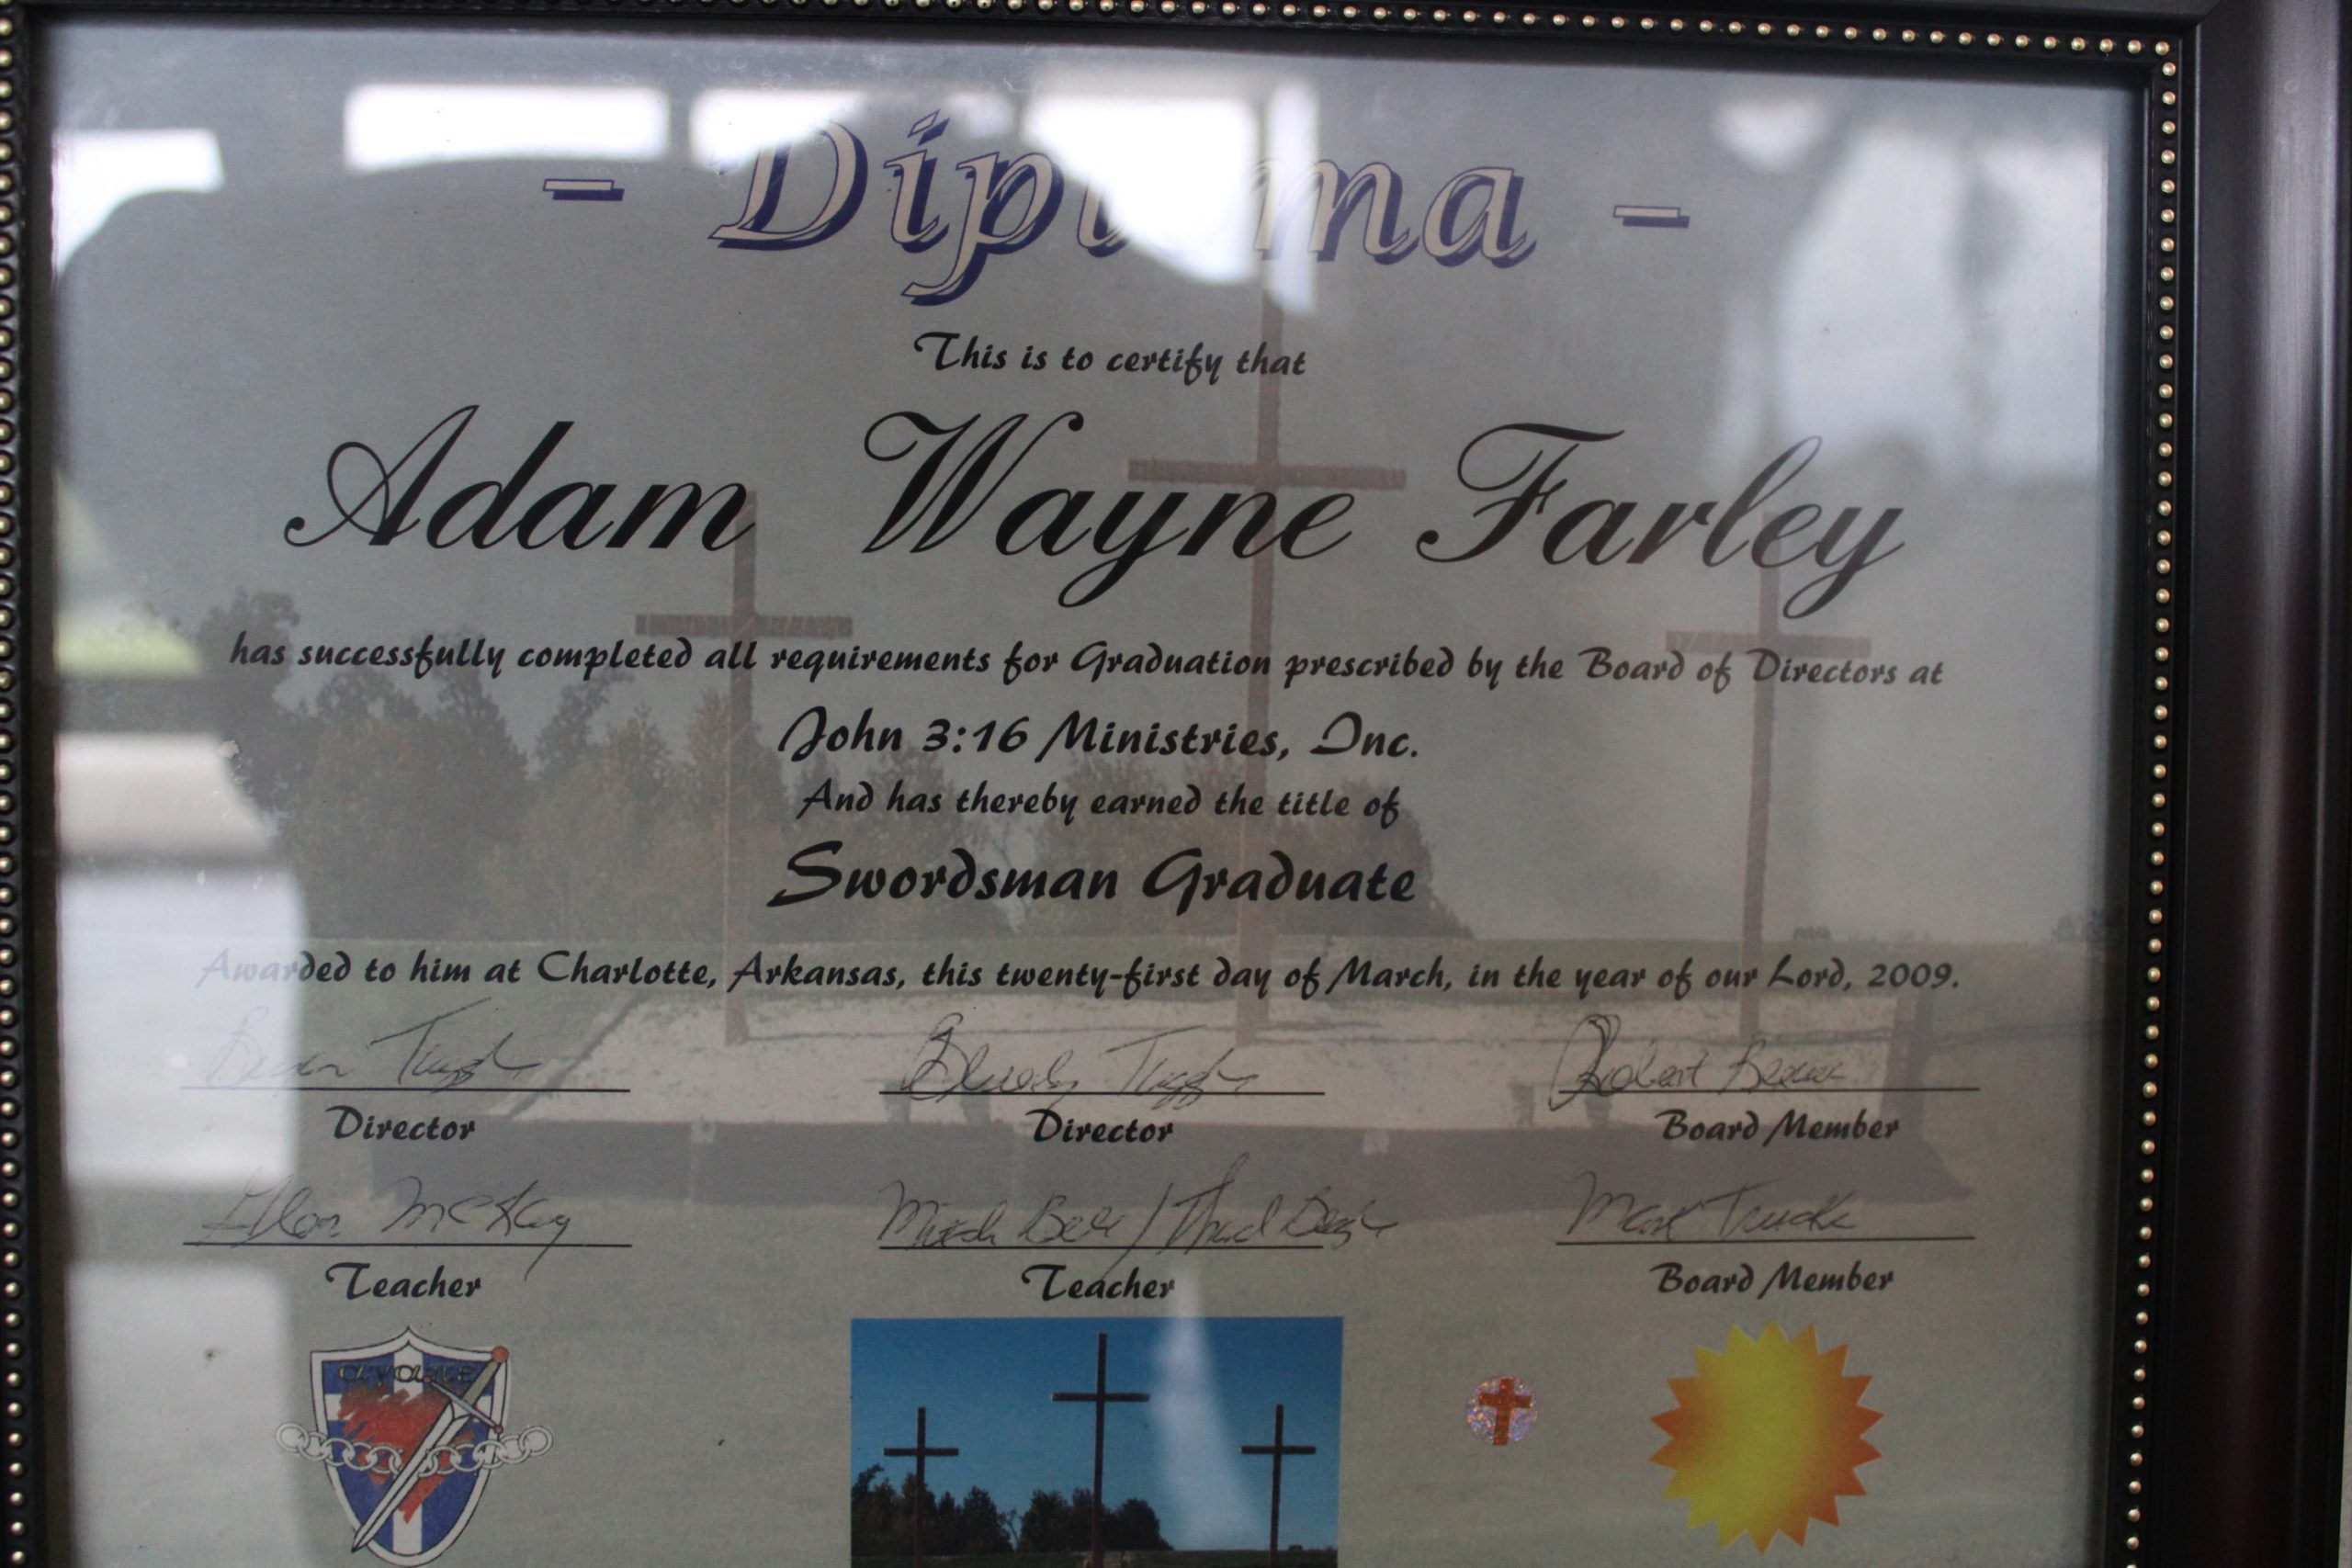 - Diploma -
This is to certify that
Adam Wayne Farley
has successfully completed all requirements for Graduation prescribed by the Board of Directors at
John 3:16 Ministries, Inc.
And has thereby earned the title of
Swordsman Graduate
Awarded to him at Charlotte, Arkansas, this twenty-first day of March, in the year of our Lord, 2009.
Robert
Director Director Board Member
McKay
Teacher Teacher Board Member